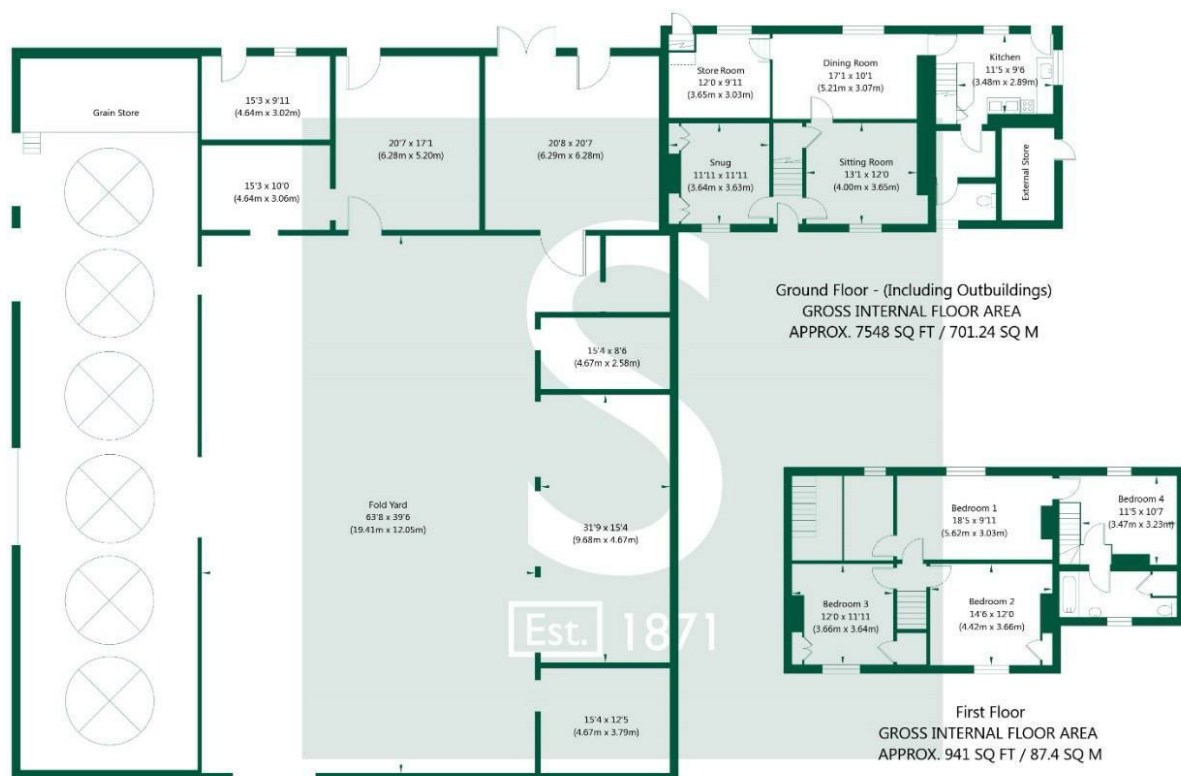 Grain Store
15'3 x 9'11
(4.64m x 3.02m)
15'3 x 10'0
(4.64m x 3.06m)
20'7 x 17'1
(6.28m x 5.20m)
20'8 x 20'7
(6.29m x 6.28m)
Store Room
12'0 x 9'11
(3.65m x 3.03m)
Dining Room
17'1 x 10'1
(5.21m x 3.07m)
Kitchen
11'5 x 9'6
(3.48m x 2.89m)
Snug
11'11 x 11'11
(3.64m x 3.63m)
Sitting Room
13'1 x 12'0
(4.00m x 3.65m)
External Store
Ground Floor - (Including Outbuildings)
GROSS INTERNAL FLOOR AREA
APPROX. 7548 SQ FT / 701.24 SQ M
15'4 x 8'6
(4.67m x 2.58m)
Fold Yard
63'8 x 39'6
(19.41m x 12.05m)
31'9 x 15'4
(9.68m x 4.67m)
15'4 x 12'5
(4.67m x 3.79m)
S
Est. 1871
Bedroom 1
18'5 x 9'11
(5.62m x 3.03m)
Bedroom 4
11'5 x 10'7
(3.47m x 3.23m)
Bedroom 3
12'0 x 11'11
(3.66m x 3.64m)
Bedroom 2
14'6 x 12'0
(4.42m x 3.66m)
First Floor
GROSS INTERNAL FLOOR AREA
APPROX. 941 SQ FT / 87.4 SQ M